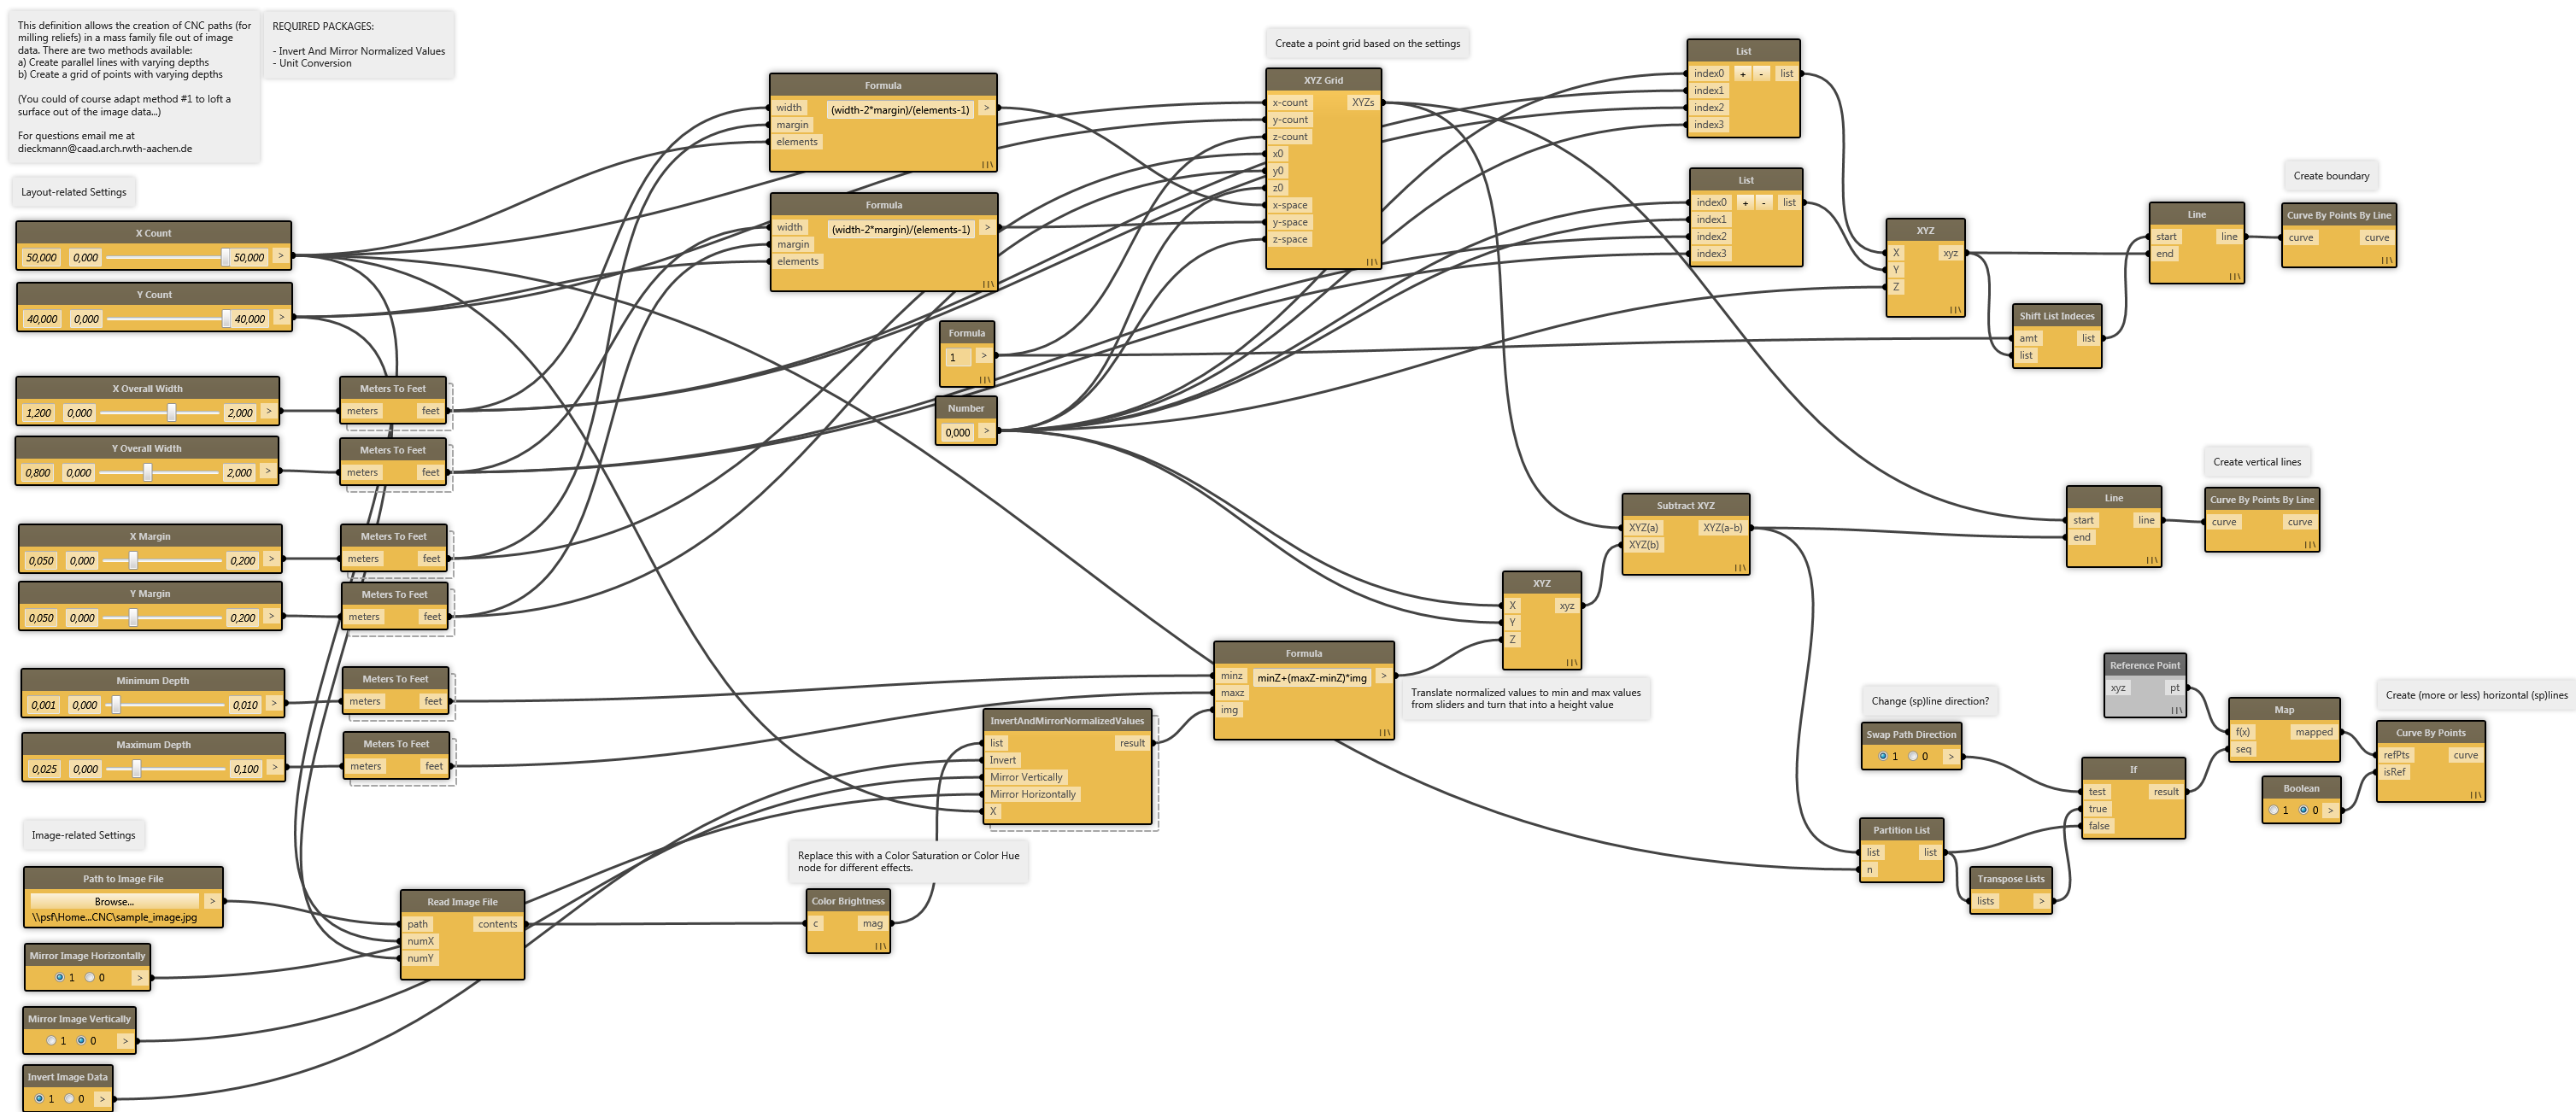 This definition allows the creation of CNC paths (for
milling reliefs) in a mass family file out of image
data. There are two methods available:
a) Create parallel lines with varying depths
b) Create a grid of points with varying depths
(You could of course adapt method #1 to loft a
surface out of the image data...)
For questions email me at
dieckmann@caad.arch.rwth-aachen.de
REQUIRED PACKAGES:
- Invert And Mirror Normalized Values
- Unit Conversion
Layout-related Settings
X Count
50,000 0,000 50,000 >
Y Count
40,000 0,000 40,000 >
X Overall Width
1,200 0,000 2,000 >
Y Overall Width
0,800 0,000 2,000 >
X Margin
0,050 0,000 0,200 >
Y Margin
0,050 0,000 0,200 >
Minimum Depth
0,001 0,000 0,010 >
Maximum Depth
0,025 0,000 0,100 >
Meters To Feet
meters feet
Meters To Feet
meters feet
Meters To Feet
meters feet
Meters To Feet
meters feet
Meters To Feet
meters feet
Meters To Feet
meters feet
Image-related Settings
Path to Image File
Browse... >
\\psf\Home...CNC\sample_image.jpg
Mirror Image Horizontally
1 0 >
Mirror Image Vertically
1 0 >
Invert Image Data
1 0 >
Read Image File
path contents
numX
numY
Formula
width (width-2*margin)/(elements-1) >
margin
elements
Formula
width (width-2*margin)/(elements-1) >
margin
elements
Formula
1 >
Number
0,000 >
Replace this with a Color Saturation or Color Hue
node for different effects.
Color Brightness
c mag
InvertAndMirrorNormalizedValues
list result
Invert
Mirror Vertically
Mirror Horizontally
X
Create a point grid based on the settings
XYZ Grid
x-count XYZs
y-count
z-count
x0
y0
z0
x-space
y-space
z-space
Formula
minz minZ+(maxZ-minZ)*img >
maxz
img
Translate normalized values to min and max values
from sliders and turn that into a height value
XYZ
X xyz
Y
Z
Subtract XYZ
XYZ(a) XYZ(a-b)
XYZ(b)
List
index0 + - list
index1
index2
index3
List
index0 + - list
index1
index2
index3
XYZ
X xyz
Y
Z
Shift List Indeces
amt list
list
Line
start line
end
Create boundary
Curve By Points By Line
curve curve
Create vertical lines
Line
start line
end
Curve By Points By Line
curve curve
Change (sp)line direction?
Swap Path Direction
1 0 >
Partition List
list list
n
Transpose Lists
lists >
If
test result
true
false
Reference Point
xyz pt
Map
f(x) mapped
seq
Boolean
1 0 >
Create (more or less) horizontal (sp)lines
Curve By Points
refPts curve
isRef